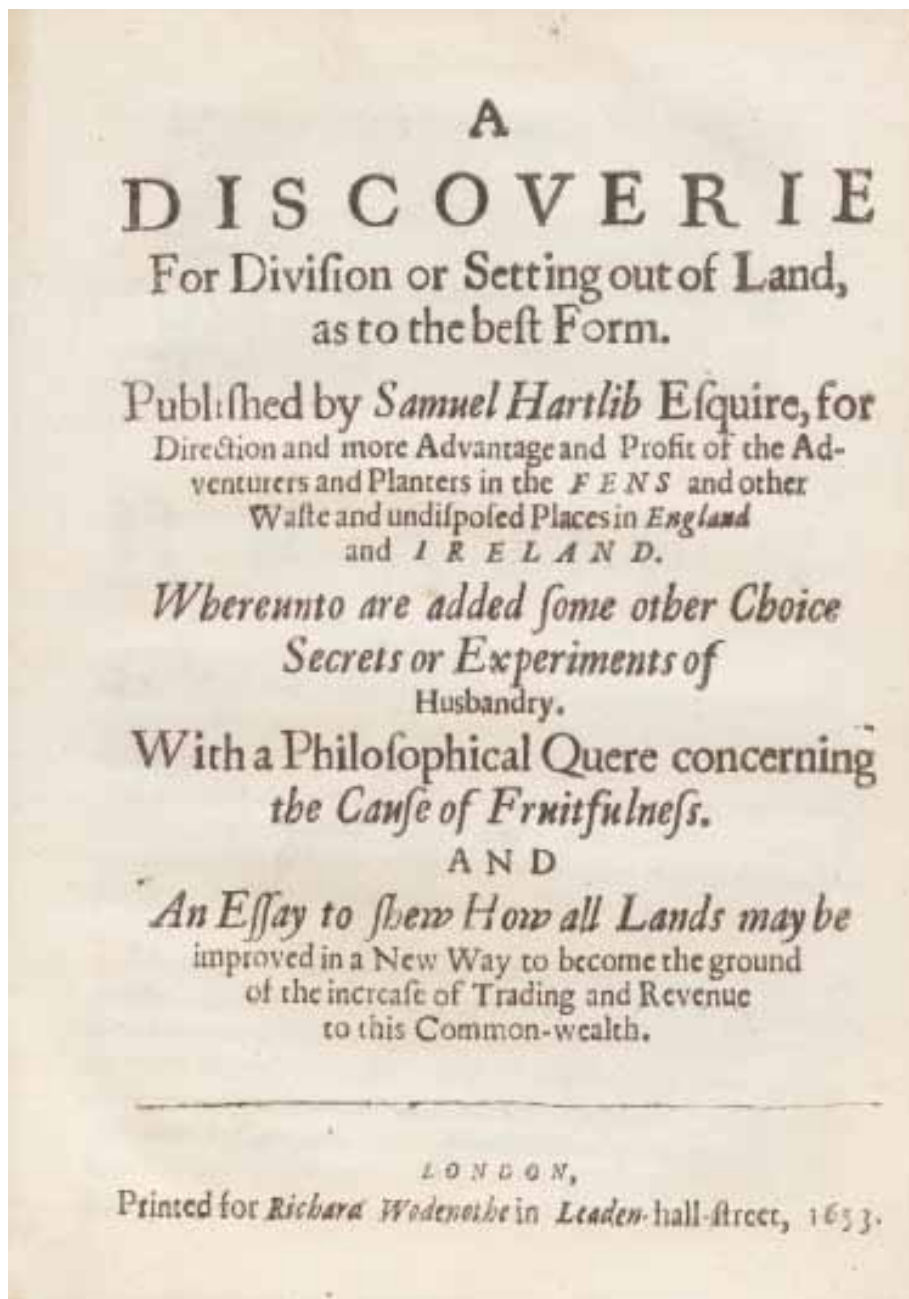 A
DISCOVERIE
For Diviſion or Setting out of Land,
as to the beſt Form.
Publiſhed by Samuel Hartlib Eſquire, for
Direction and more Advantage and Profit of the Ad-
venturers and Planters in the FENS and other
Waſte and undiſpoſed Places in England
and IRELAND.
Whereunto are added ſome other Choice
Secrets or Experiments of
Husbandry.
With a Philoſophical Quere concerning
the Cauſe of Fruitfulneſs.
AND
An Eſſay to ſhew How all Lands may be
improved in a New Way to become the ground
of the increaſe of Trading and Revenue
to this Common-wealth.
LONDON,
Printed for Richard Wodenothe in Leaden-hall-ſtreet, 1653.